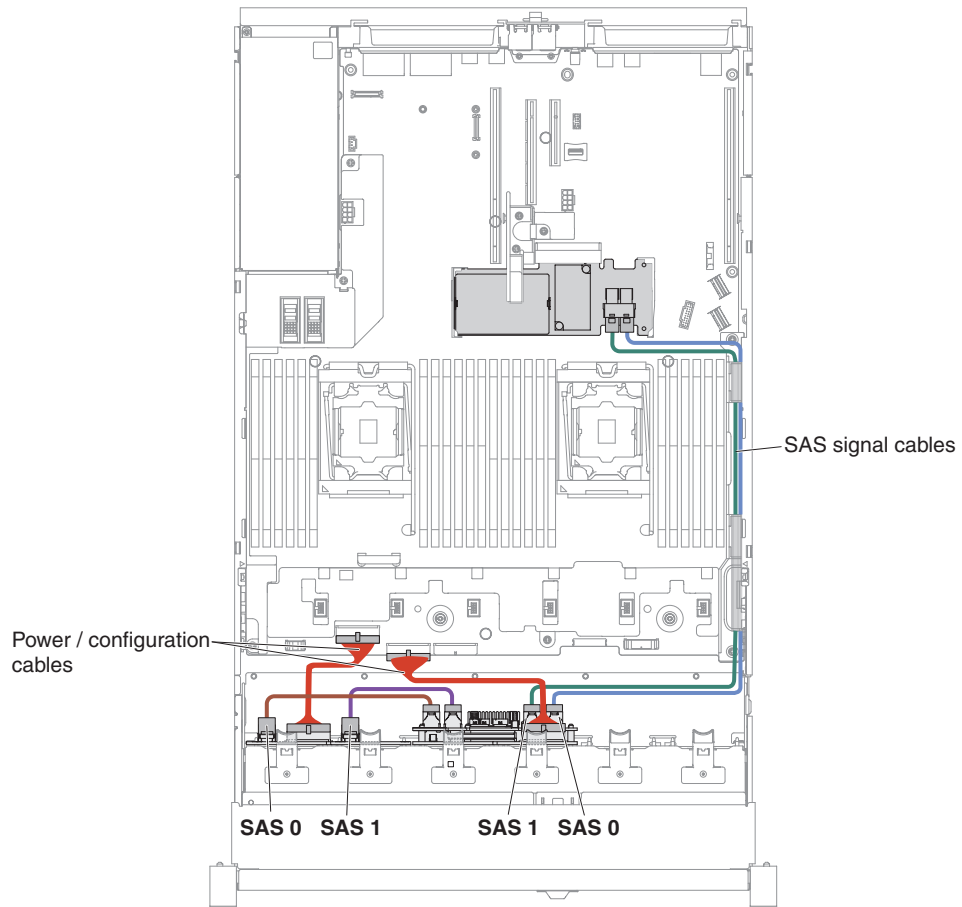 SAS signal cables
Power / configuration
cables
SAS 0 SAS 1 SAS 1 SAS 0